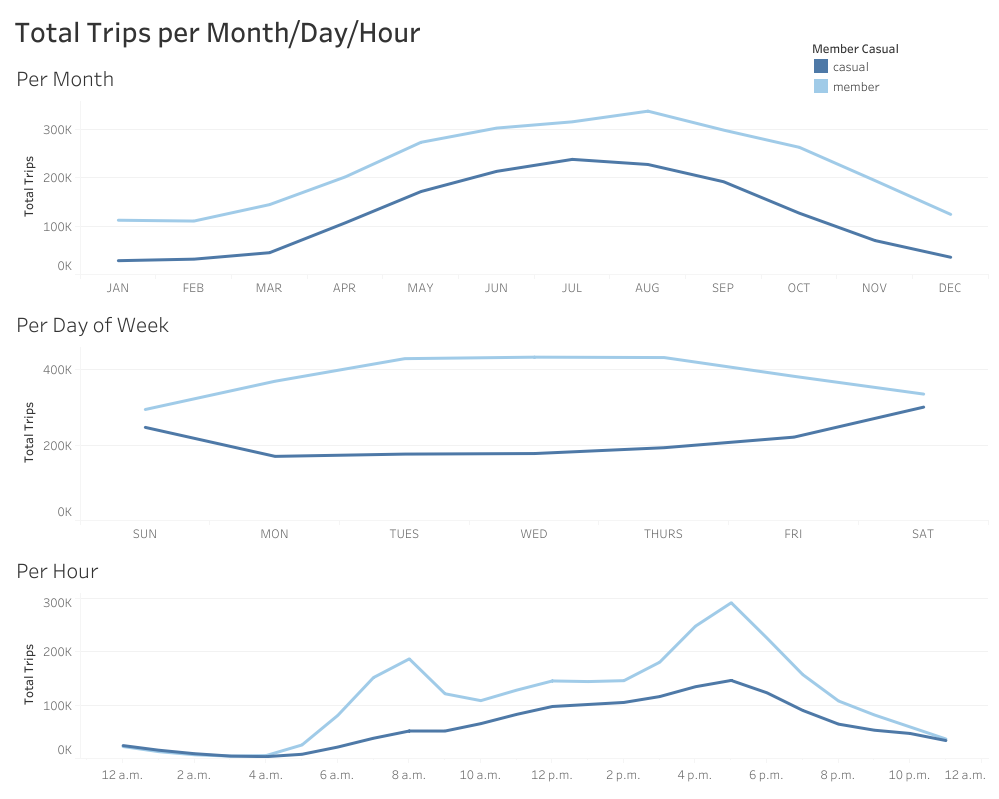 Total Trips per Month/Day/Hour
Member Casual
casual
member
Per Month
Total Trips
300K
200K
100K
0K
JAN FEB MAR APR MAY JUN JUL AUG SEP OCT NOV DEC
Per Day of Week
Total Trips
400K
200K
0K
SUN MON TUES WED THURS FRI SAT
Per Hour
Total Trips
300K
200K
100K
0K
12 a.m. 2 a.m. 4 a.m. 6 a.m. 8 a.m. 10 a.m. 12 p.m. 2 p.m. 4 p.m. 6 p.m. 8 p.m. 10 p.m. 12 a.m.